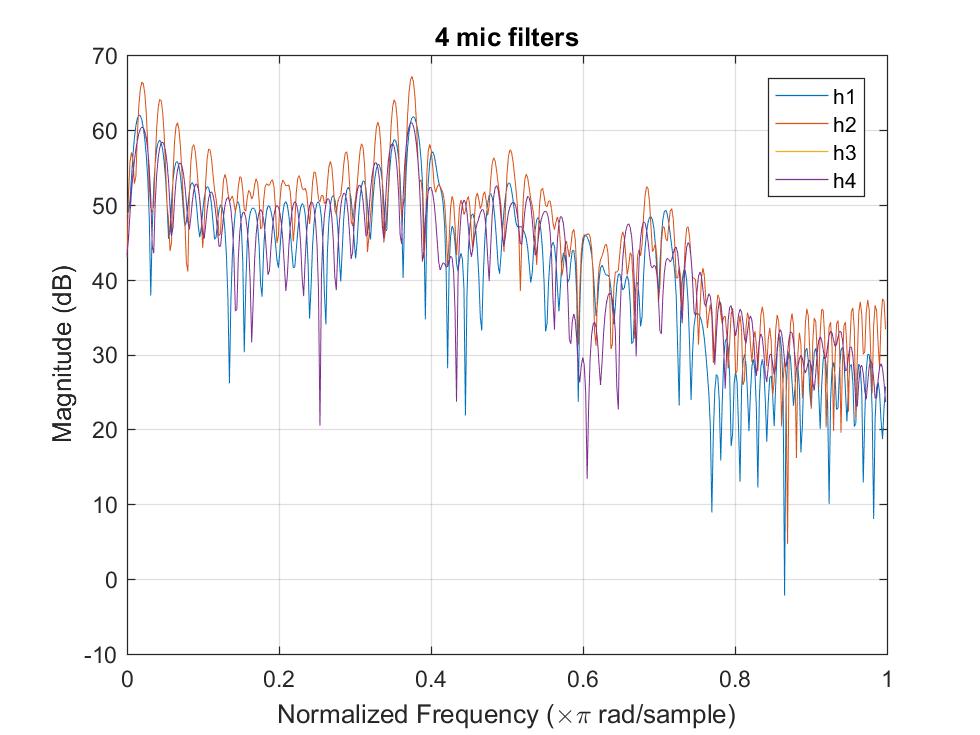 4 mic filters
70
60
50
40
30
20
10
0
-10
Magnitude (dB)
h1
h2
h3
h4
0 0.2 0.4 0.6 0.8 1
Normalized Frequency (×π rad/sample)